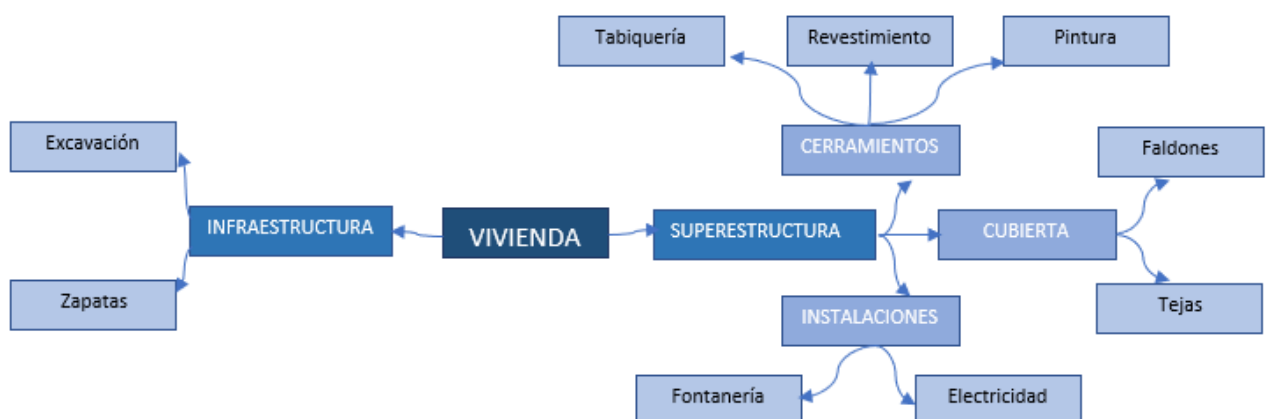 Tabiquería
Revestimiento
Pintura
Excavación
CERRAMIENTOS
Faldones
INFRAESTRUCTURA
VIVIENDA
SUPERESTRUCTURA
CUBIERTA
Zapatas
INSTALACIONES
Tejas
Fontanería
Electricidad